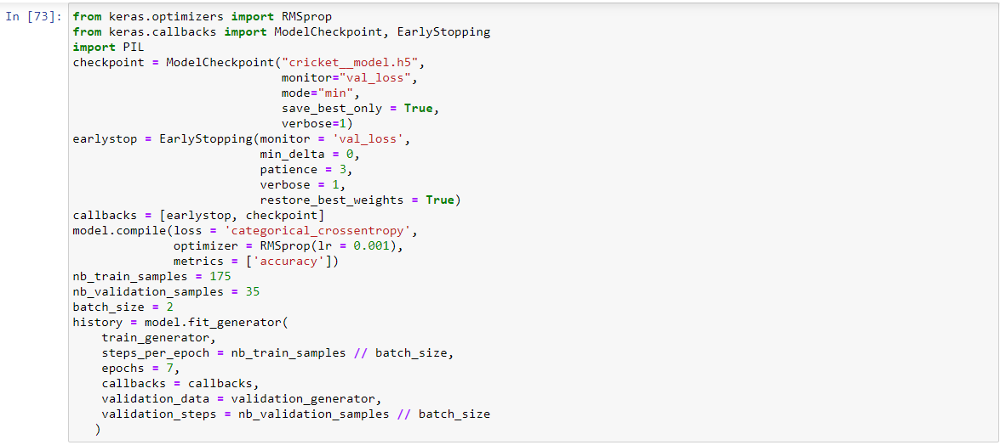 In [73]: from keras.optimizers import RMSprop
from keras.callbacks import ModelCheckpoint, EarlyStopping
import PIL
checkpoint = ModelCheckpoint("cricket__model.h5",
                             monitor="val_loss",
                             mode="min",
                             save_best_only = True,
                             verbose=1)
earlystop = EarlyStopping(monitor = 'val_loss',
                          min_delta = 0,
                          patience = 3,
                          verbose = 1,
                          restore_best_weights = True)
callbacks = [earlystop, checkpoint]
model.compile(loss = 'categorical_crossentropy',
              optimizer = RMSprop(lr = 0.001),
              metrics = ['accuracy'])
nb_train_samples = 175
nb_validation_samples = 35
batch_size = 2
history = model.fit_generator(
    train_generator,
    steps_per_epoch = nb_train_samples // batch_size,
    epochs = 7,
    callbacks = callbacks,
    validation_data = validation_generator,
    validation_steps = nb_validation_samples // batch_size
   )